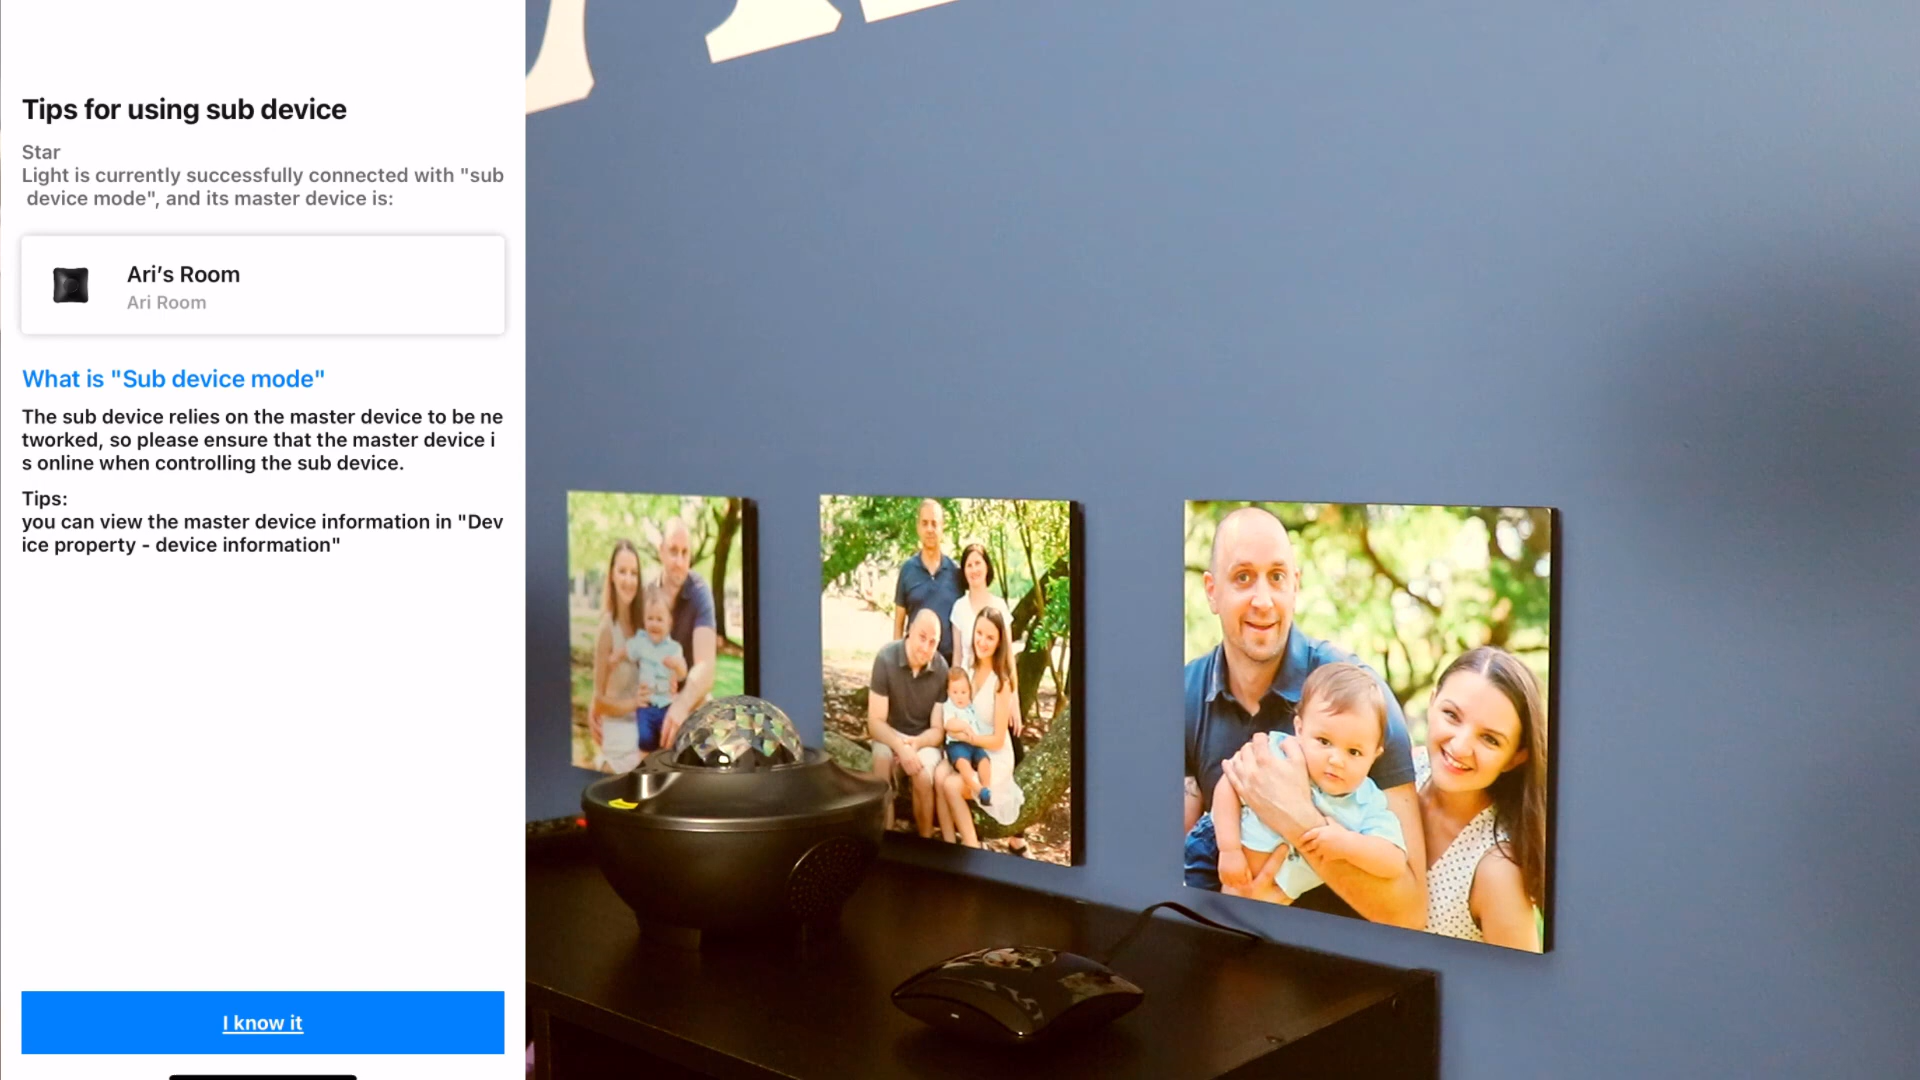 Tips for using sub device
Star
Light is currently successfully connected with "sub
device mode", and its master device is:
Ari's Room
Ari Room
What is "Sub device mode"
The sub device relies on the master device to be ne
tworked, so please ensure that the master device i
s online when controlling the sub device.
Tips:
you can view the master device information in "Dev
ice property - device information"
I know it